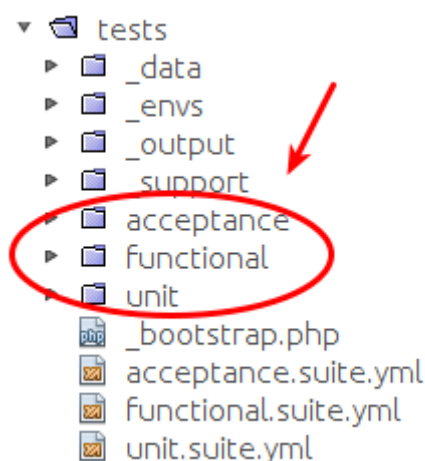 tests
_data
_envs
_output
_support
acceptance
functional
unit
_bootstrap.php
acceptance.suite.yml
functional.suite.yml
unit.suite.yml